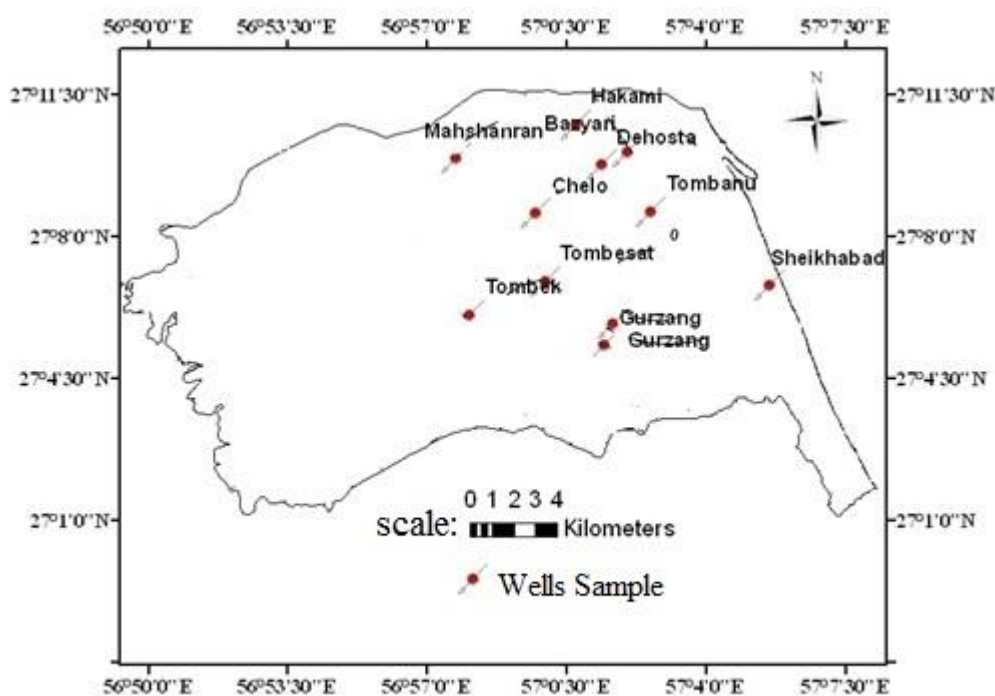 56°50'0"E 56°53'30"E 56°57'0"E 57°0'30"E 57°4'0"E 57°7'30"E
N
27°11'30"N 27°11'30"N
Hakami
Bazyari
Mahshanran
Dehosta
Chelo
Tombanu
0
27°8'0"N 27°8'0"N
Tombesat
Sheikhabad
Tombek
Gurzang
Gurzang
27°4'30"N 27°4'30"N
0 1 2 3 4
27°1'0"N 27°1'0"N
scale: Kilometers
Wells Sample
56°50'0"E 56°53'30"E 56°57'0"E 57°0'30"E 57°4'0"E 57°7'30"E